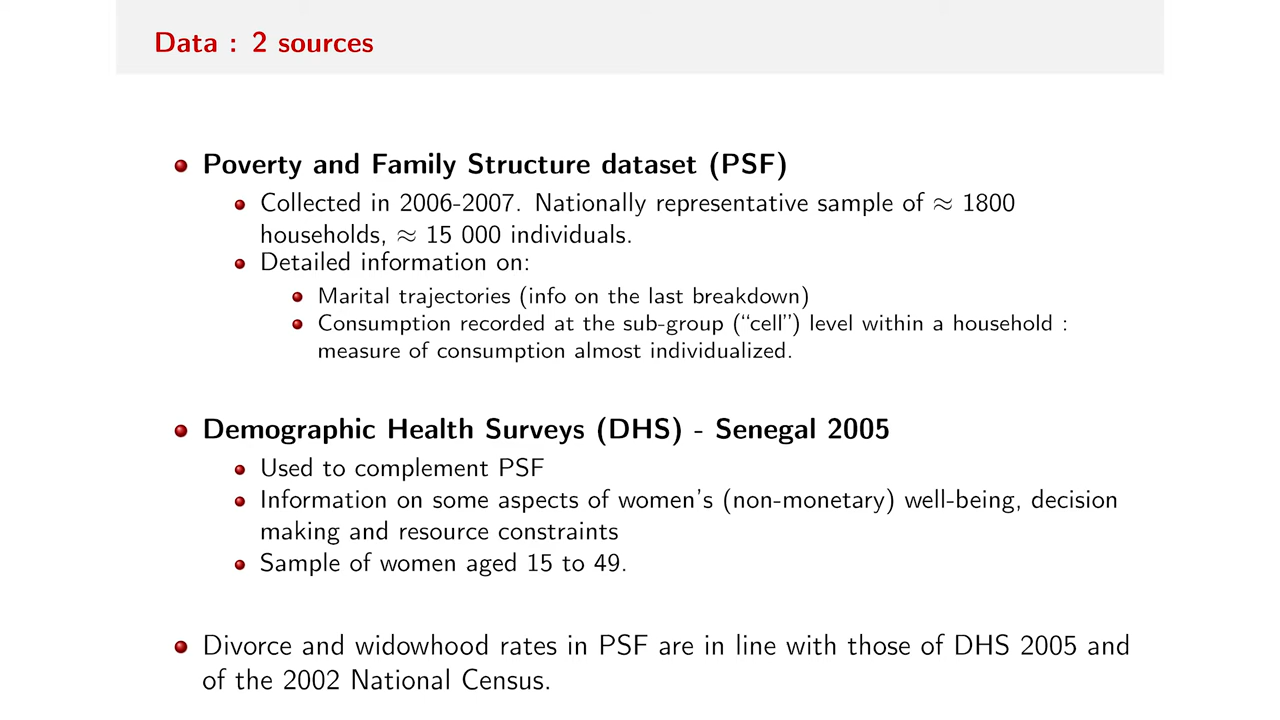 Data : 2 sources
Poverty and Family Structure dataset (PSF)
Collected in 2006-2007. Nationally representative sample of ≈ 1800
households, ≈ 15 000 individuals.
Detailed information on:
Marital trajectories (info on the last breakdown)
Consumption recorded at the sub-group (“cell”) level within a household :
measure of consumption almost individualized.
Demographic Health Surveys (DHS) - Senegal 2005
Used to complement PSF
Information on some aspects of women’s (non-monetary) well-being, decision
making and resource constraints
Sample of women aged 15 to 49.
Divorce and widowhood rates in PSF are in line with those of DHS 2005 and
of the 2002 National Census.